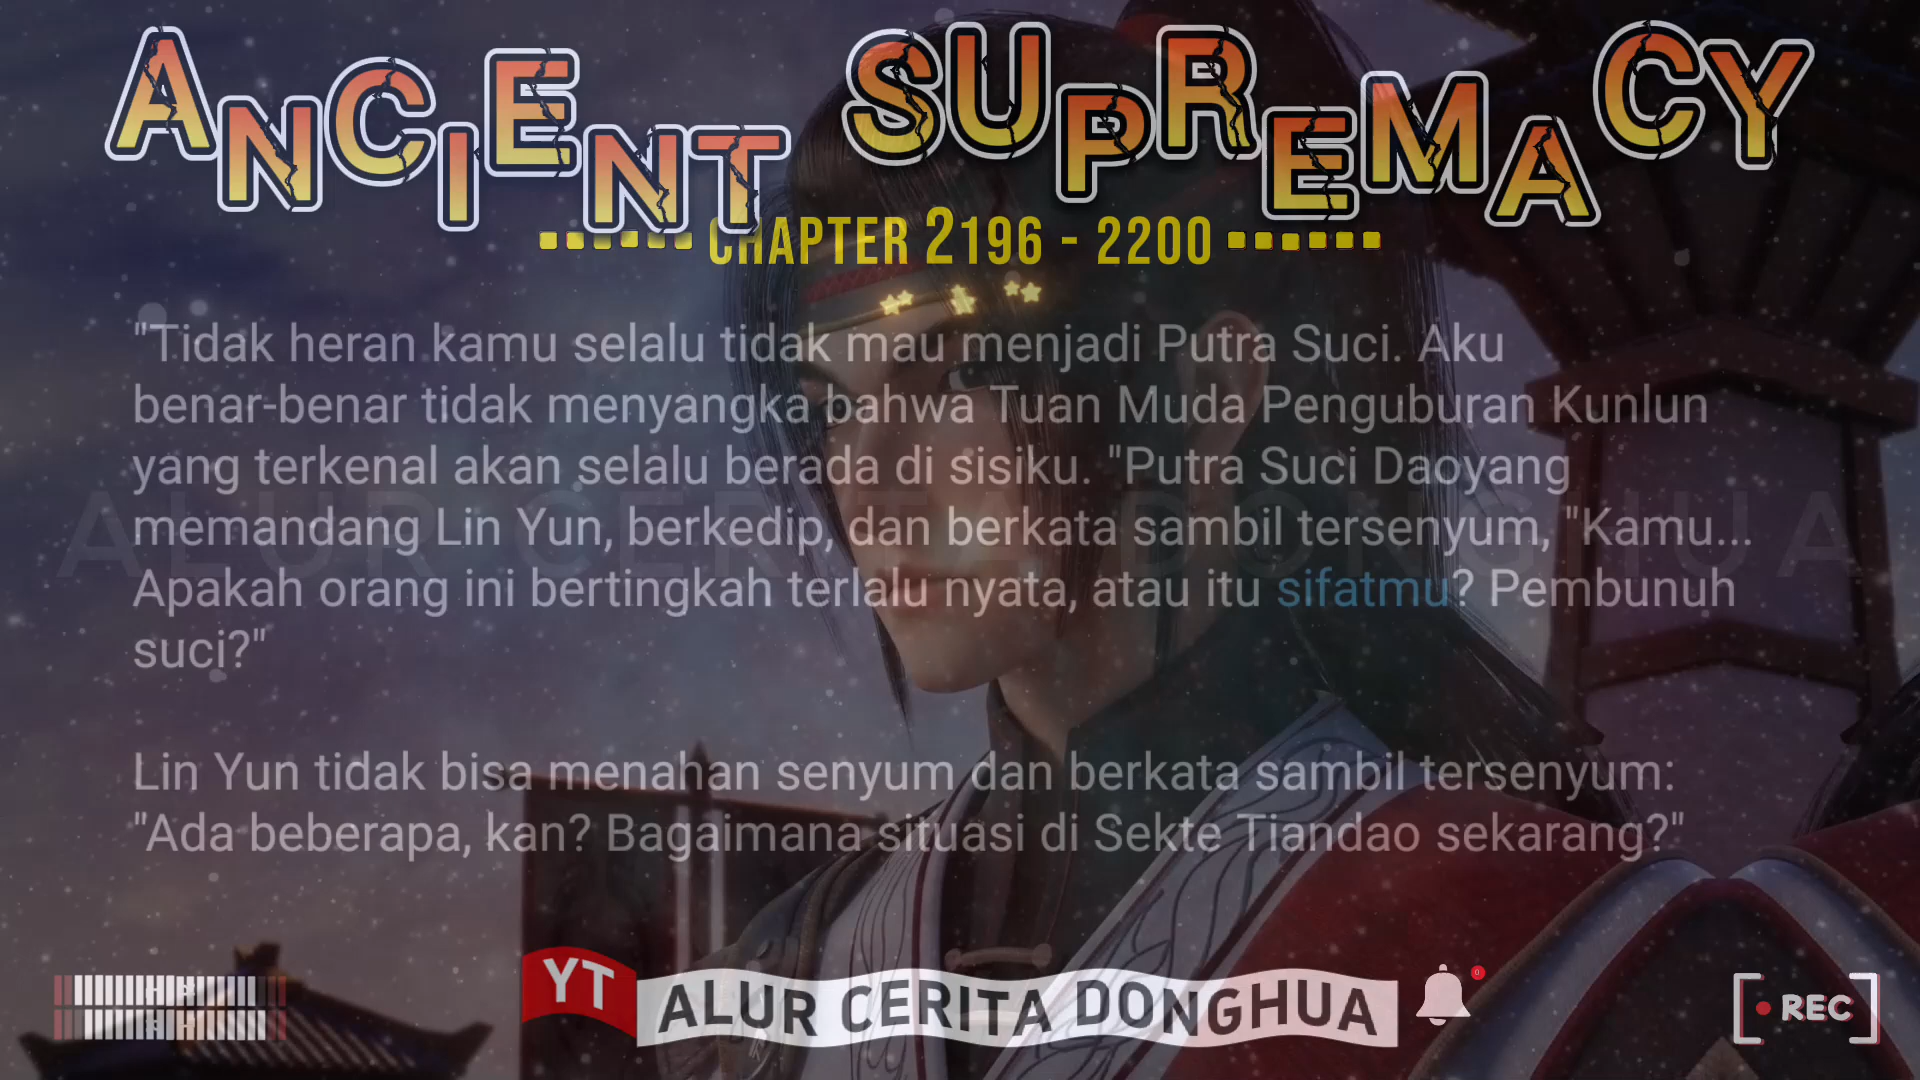 ANCIENT SUPREMACY
CHAPTER 2196 - 2200
"Tidak heran kamu selalu tidak mau menjadi Putra Suci. Aku
benar-benar tidak menyangka bahwa Tuan Muda Penguburan Kunlun
yang terkenal akan selalu berada di sisiku. "Putra Suci Daoyang
ALUR CERITA DONGHUA
memandang Lin Yun, berkedip, dan berkata sambil tersenyum, "Kamu...
Apakah orang ini bertingkah terlalu nyata, atau itu sifatmu? Pembunuh
suci?"
Lin Yun tidak bisa menahan senyum dan berkata sambil tersenyum:
"Ada beberapa, kan? Bagaimana situasi di Sekte Tiandao sekarang?"
YT ALUR CERITA DONGHUA
0
REC